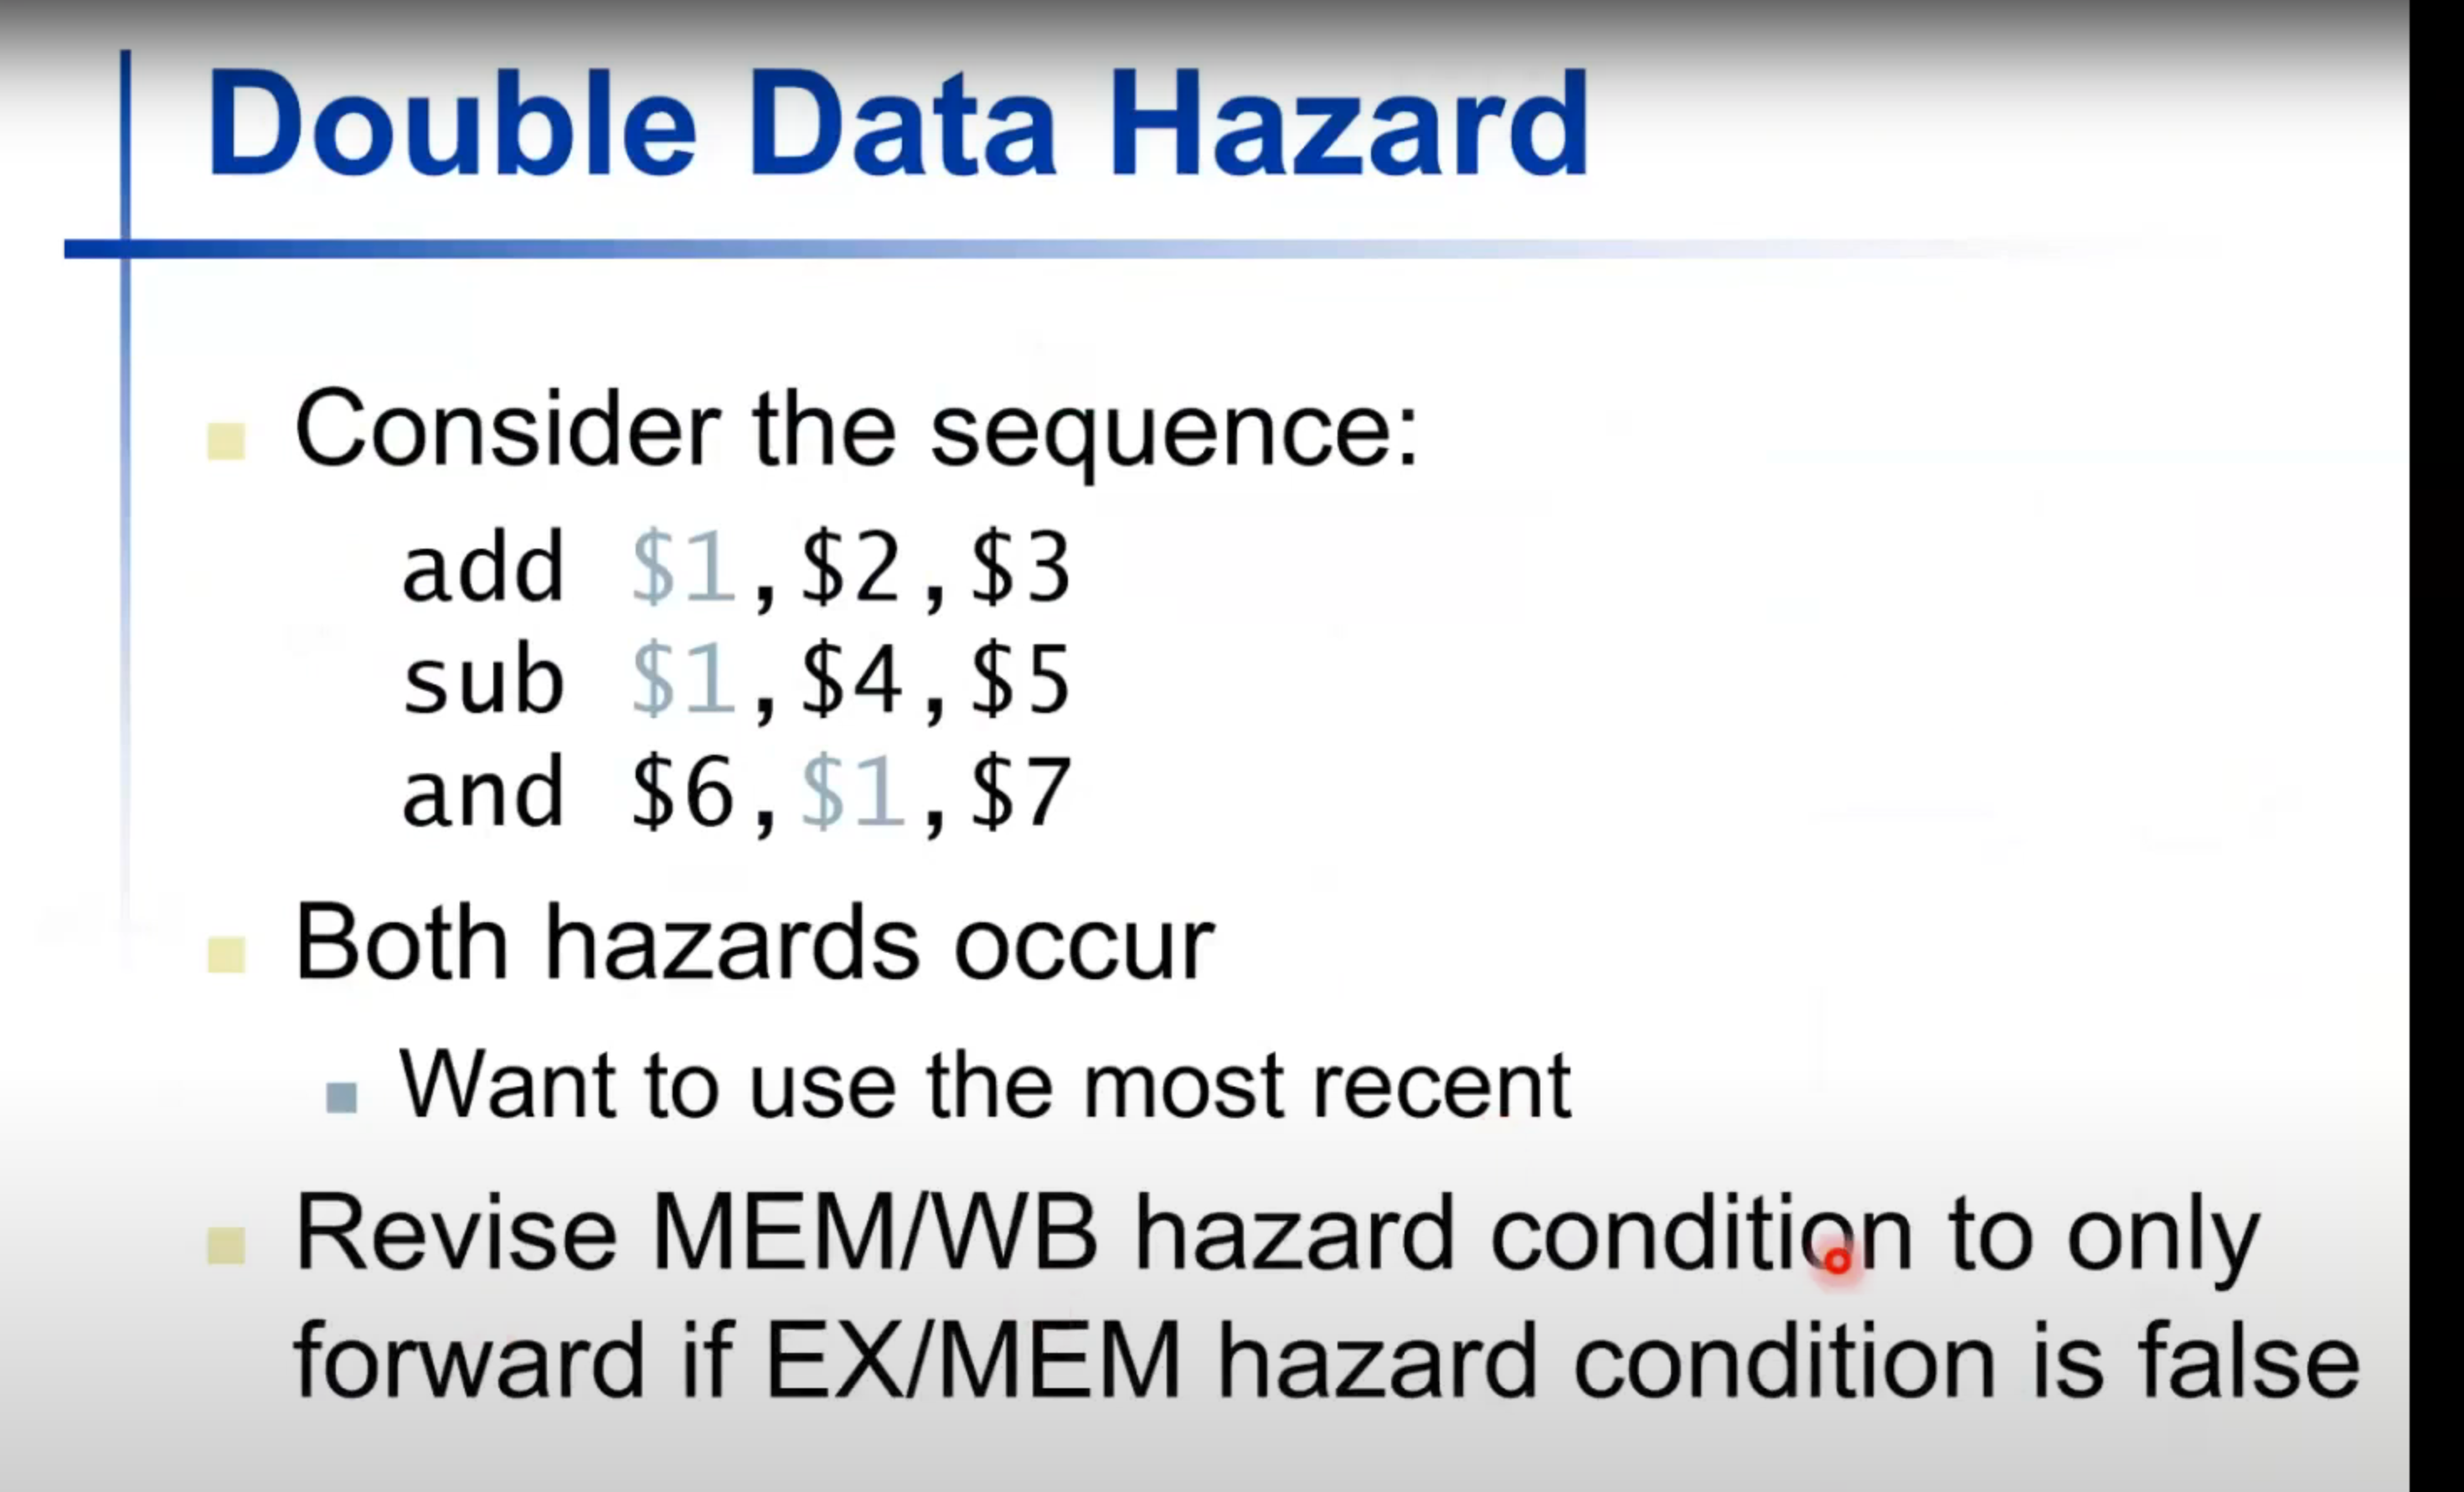 Double Data Hazard
Consider the sequence:
add $1,$2,$3
sub $1,$4,$5
and $6,$1,$7
Both hazards occur
Want to use the most recent
Revise MEM/WB hazard condition to only
forward if EX/MEM hazard condition is false